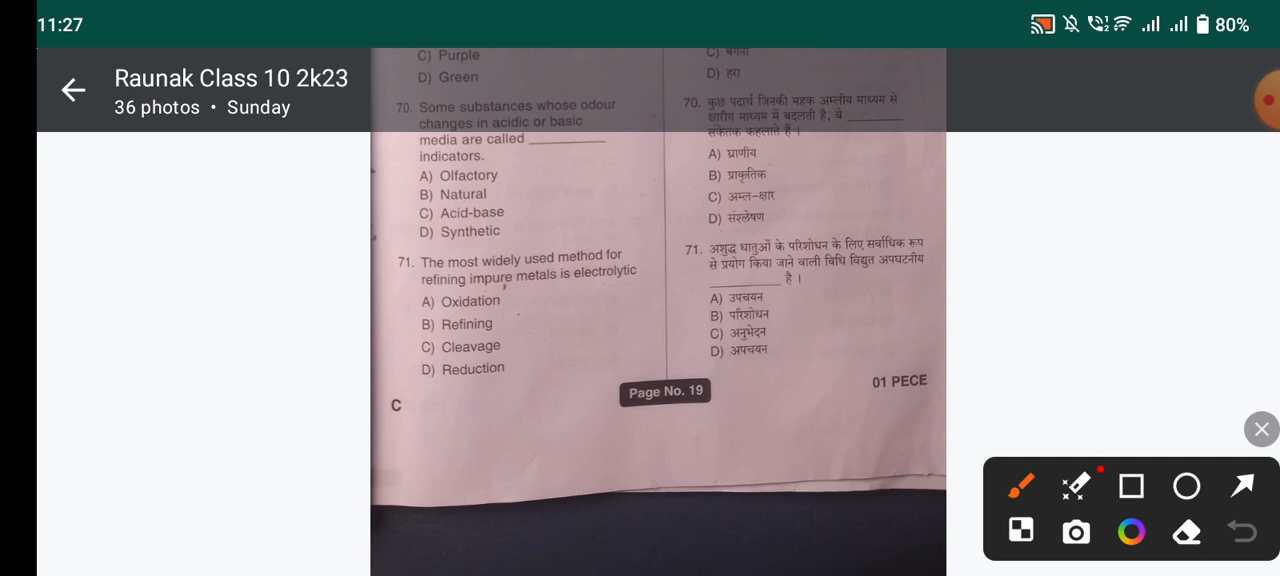 11:27
2
80%
Raunak Class 10 2k23
36 photos • Sunday
C) Purple
D) Green
70. Some substances whose odour
changes in acidic or basic
media are called ___________
indicators.
A) Olfactory
B) Natural
C) Acid-base
D) Synthetic
71. The most widely used method for
refining impure metals is electrolytic
A) Oxidation
B) Refining
C) Cleavage
D) Reduction
C
C) बैंगनी
D) हरा
70. कुछ पदार्थ जिनकी महक अम्लीय माध्यम से
क्षारीय माध्यम में बदलती है, वे ________
संकेतक कहलाते हैं ।
A) घ्राणीय
B) प्राकृतिक
C) अम्ल-क्षार
D) संश्लेषण
71. अशुद्ध धातुओं के परिशोधन के लिए सर्वाधिक रूप
से प्रयोग किया जाने वाली विधि विद्युत अपघटनीय
__________ है ।
A) उपचयन
B) परिशोधन
C) अनुभेदन
D) अपचयन
Page No. 19
01 PECE